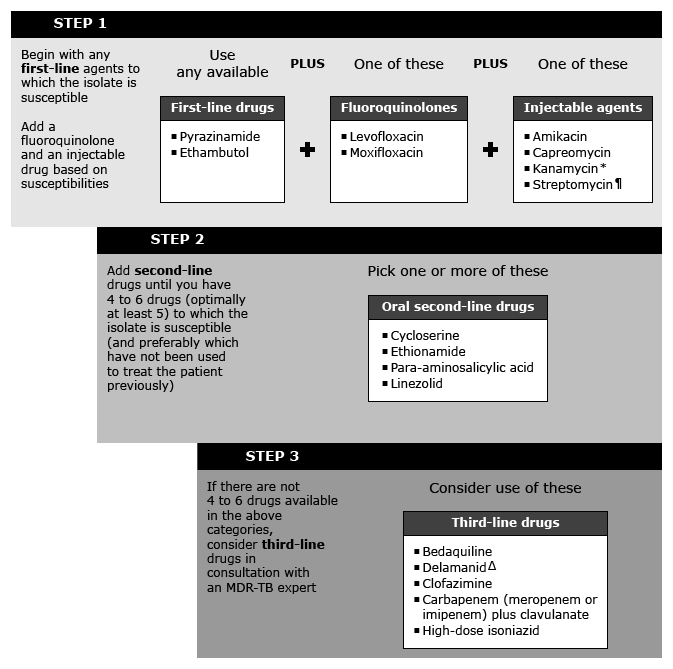 STEP 1
Begin with any
first-line agents to
which the isolate is
susceptible
Add a
fluoroquinolone
and an injectable
drug based on
susceptibilities
Use
any available
PLUS
One of these
PLUS
One of these
First-line drugs
▪ Pyrazinamide
▪ Ethambutol
+
Fluoroquinolones
▪ Levofloxacin
▪ Moxifloxacin
+
Injectable agents
▪ Amikacin
▪ Capreomycin
▪ Kanamycin*
▪ Streptomycin¶
STEP 2
Add second-line
drugs until you have
4 to 6 drugs (optimally
at least 5) to which the
isolate is susceptible
(and preferably which
have not been used
to treat the patient
previously)
Pick one or more of these
Oral second-line drugs
▪ Cycloserine
▪ Ethionamide
▪ Para-aminosalicylic acid
▪ Linezolid
STEP 3
If there are not
4 to 6 drugs available
in the above
categories,
consider third-line
drugs in
consultation with
an MDR-TB expert
Consider use of these
Third-line drugs
▪ Bedaquiline
▪ DelamanidΔ
▪ Clofazimine
▪ Carbapenem (meropenem or
imipenem) plus clavulanate
▪ High-dose isoniazid